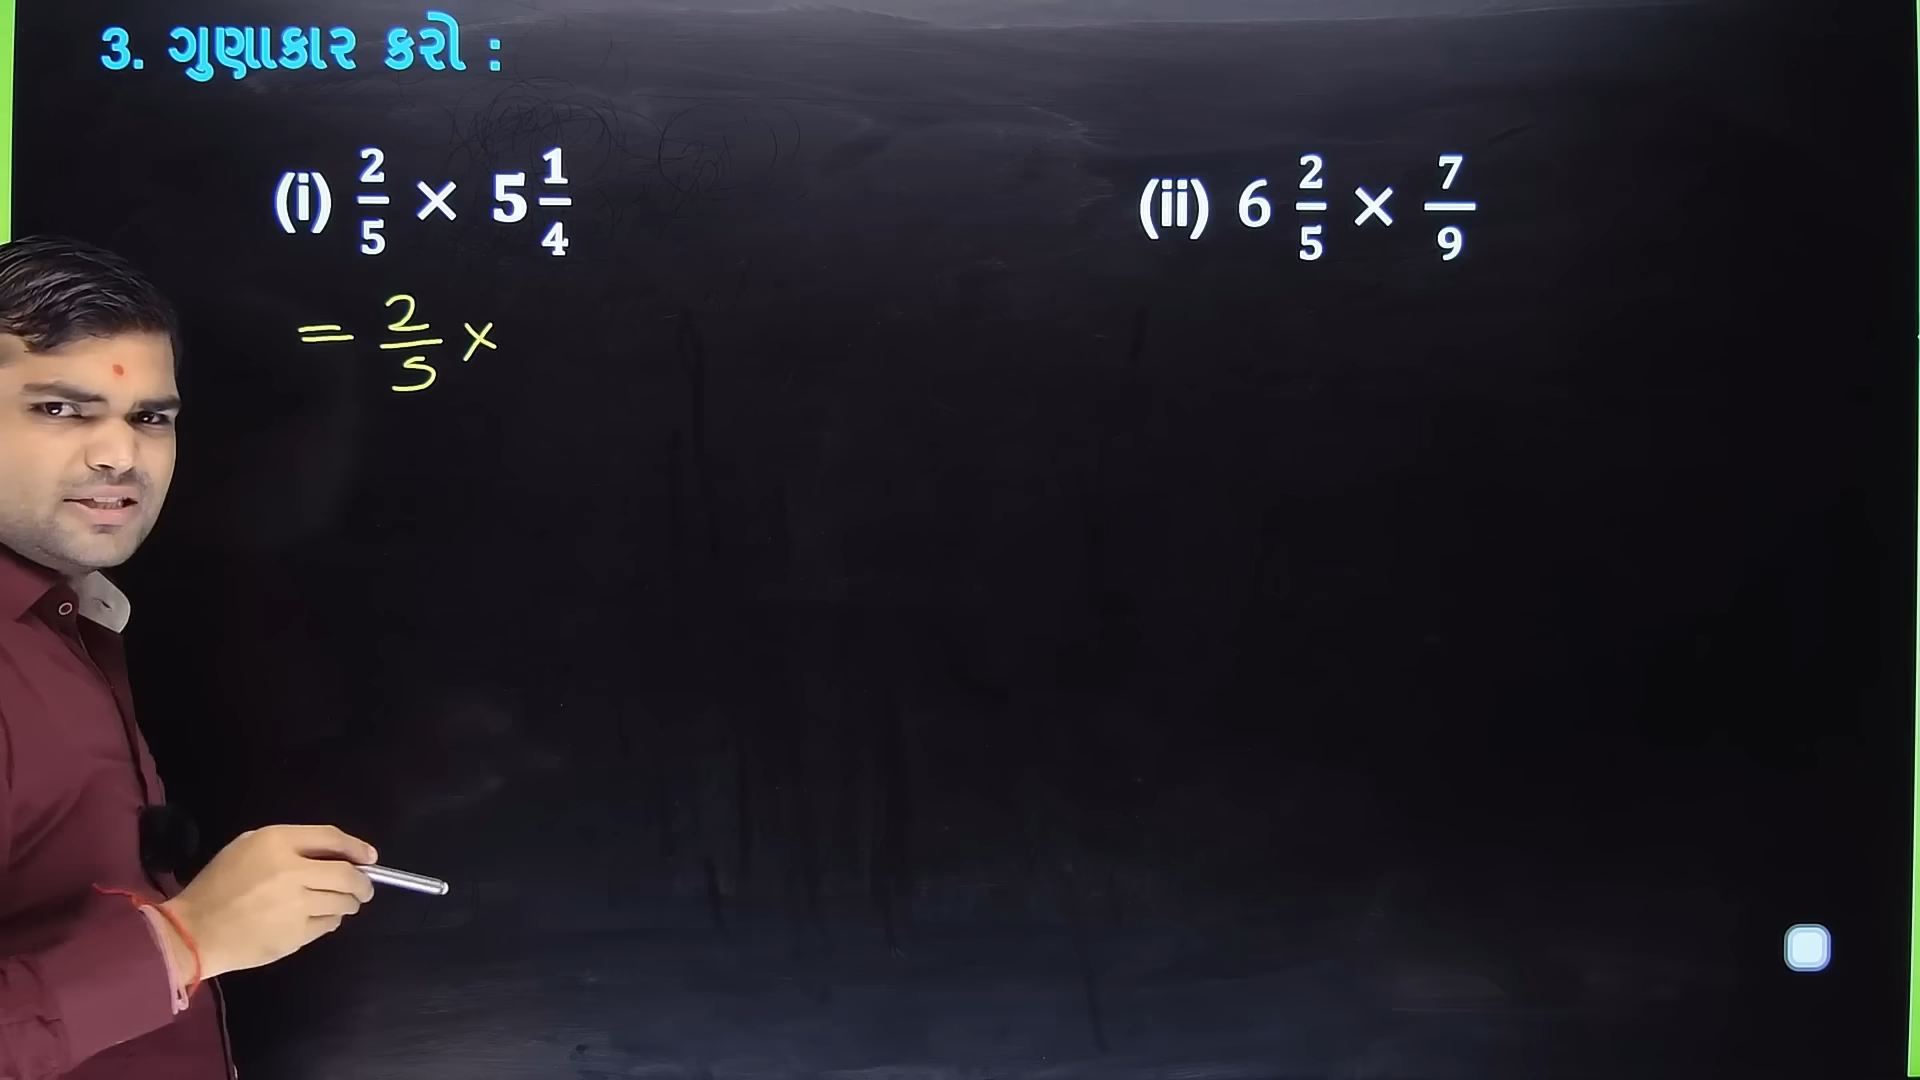 3. ગુણાકાર કરો :
(i) 2/5 × 5 1/4
(ii) 6 2/5 × 7/9
= 2/5 ×